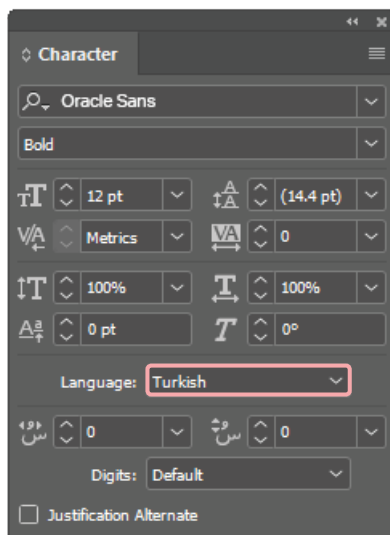 Character
Oracle Sans
Bold
12 pt (14.4 pt)
Metrics 0
100% 100%
0 pt 0°
Language: Turkish
0 0
Digits: Default
Justification Alternate